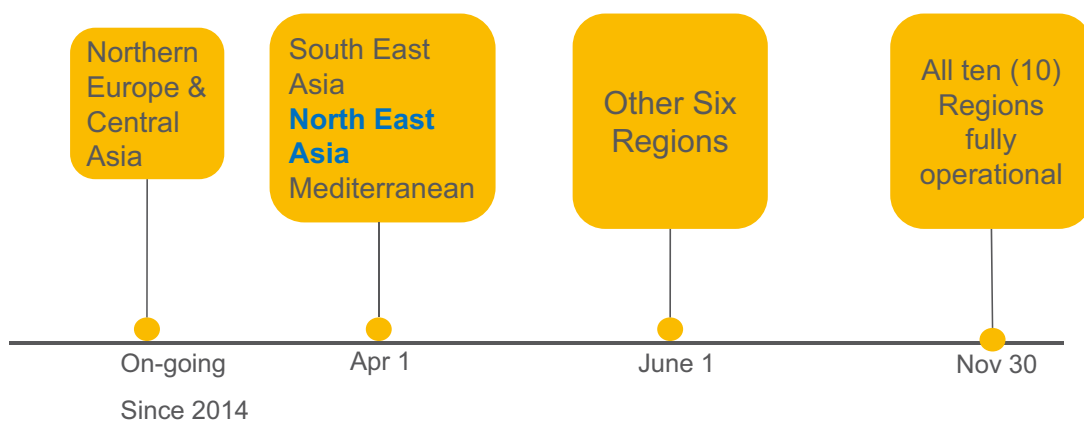 Northern
Europe &
Central
Asia
South East
Asia
North East
Asia
Mediterranean
Other Six
Regions
All ten (10)
Regions
fully
operational
On-going
Since 2014
Apr 1
June 1
Nov 30